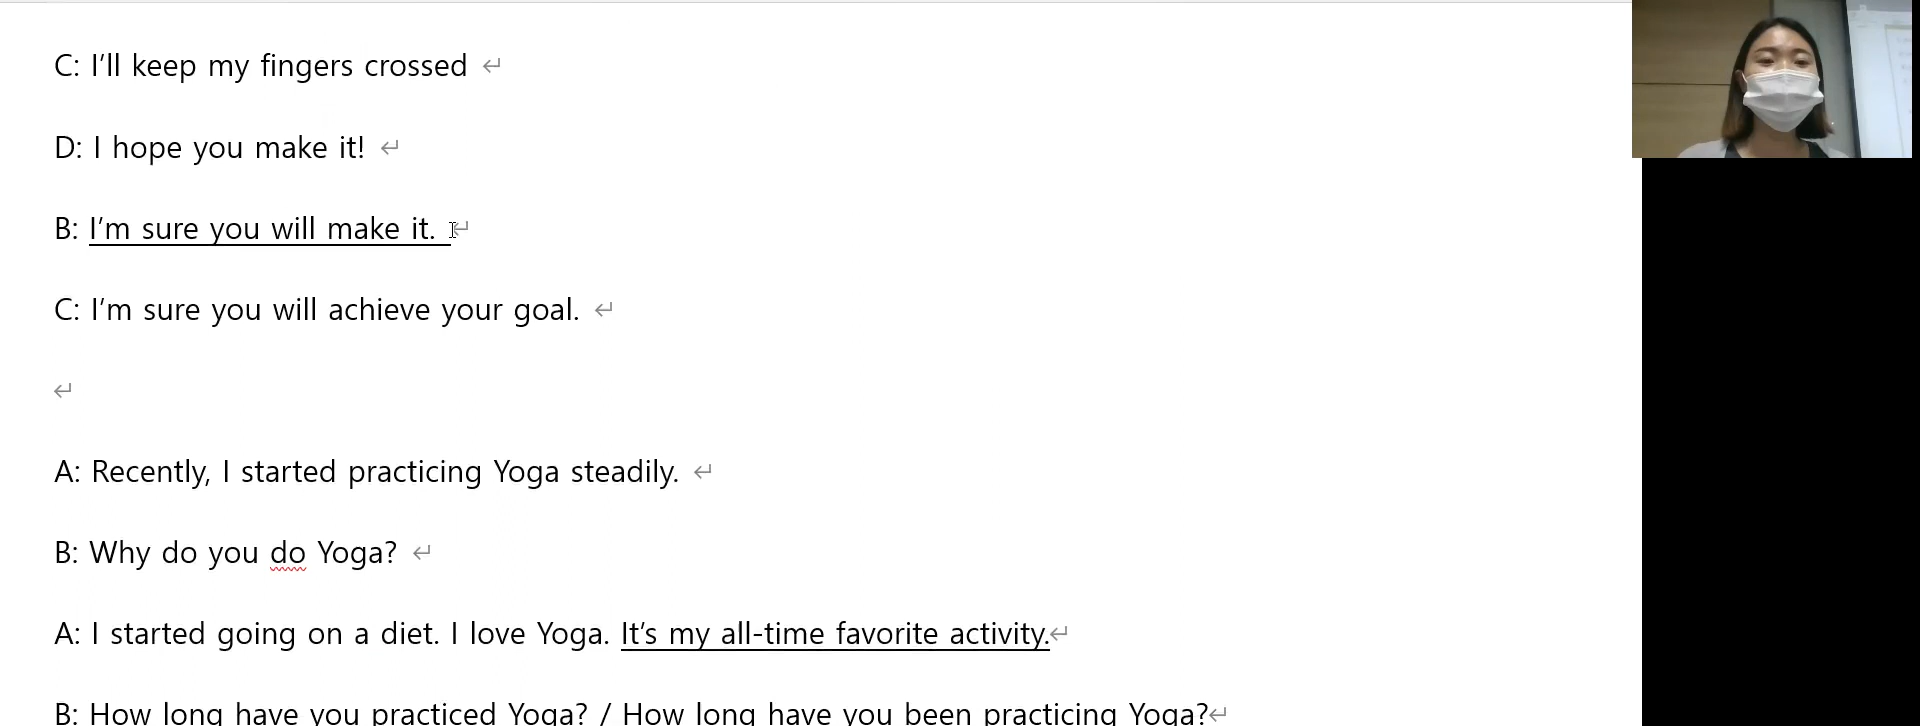 C: I’ll keep my fingers crossed
D: I hope you make it!
B: I’m sure you will make it.
C: I’m sure you will achieve your goal.
A: Recently, I started practicing Yoga steadily.
B: Why do you do Yoga?
A: I started going on a diet. I love Yoga. It’s my all-time favorite activity.
B: How long have you practiced Yoga? / How long have you been practicing Yoga?